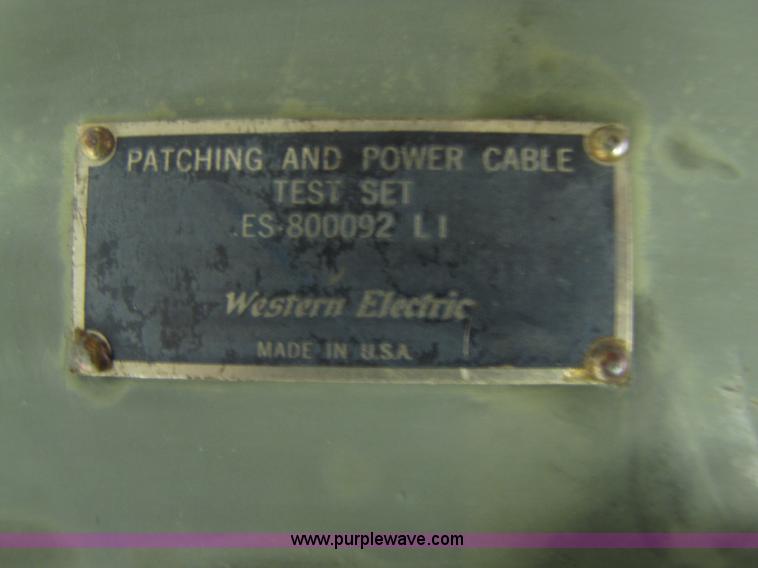 PATCHING AND POWER CABLE
TEST SET
ES-800092 L1
Western Electric
MADE IN U.S.A.
www.purplewave.com